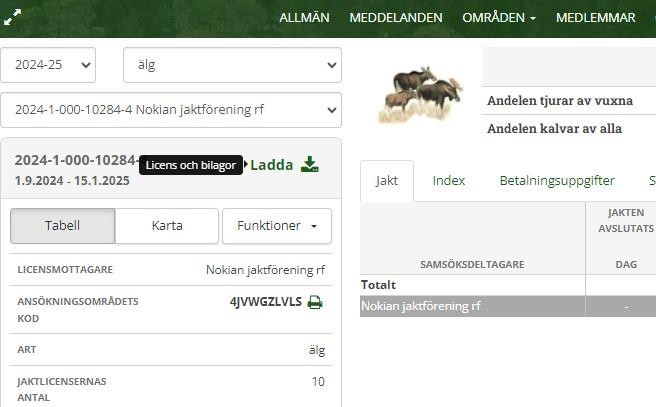 ALLMÄN MEDDELANDEN OMRÅDEN MEDLEMMAR
2024-25 älg
2024-1-000-10284-4 Nokian jaktförening rf
Andelen tjurar av vuxna
Andelen kalvar av alla
2024-1-000-10284- Licens och bilagor Ladda
1.9.2024 - 15.1.2025
Jakt Index Betalningsuppgifter S
Tabell Karta Funktioner
JAKTEN
AVSLUTATS
SAMSÖKSDELTAGARE DAG
LICENSMOTTAGARE Nokian jaktförening rf
Totalt
ANSÖKNINGSOMRÅDETS
KOD
4JVWGZLVLS
Nokian jaktförening rf -
ART älg
JAKTLICENSERNAS
ANTAL
10